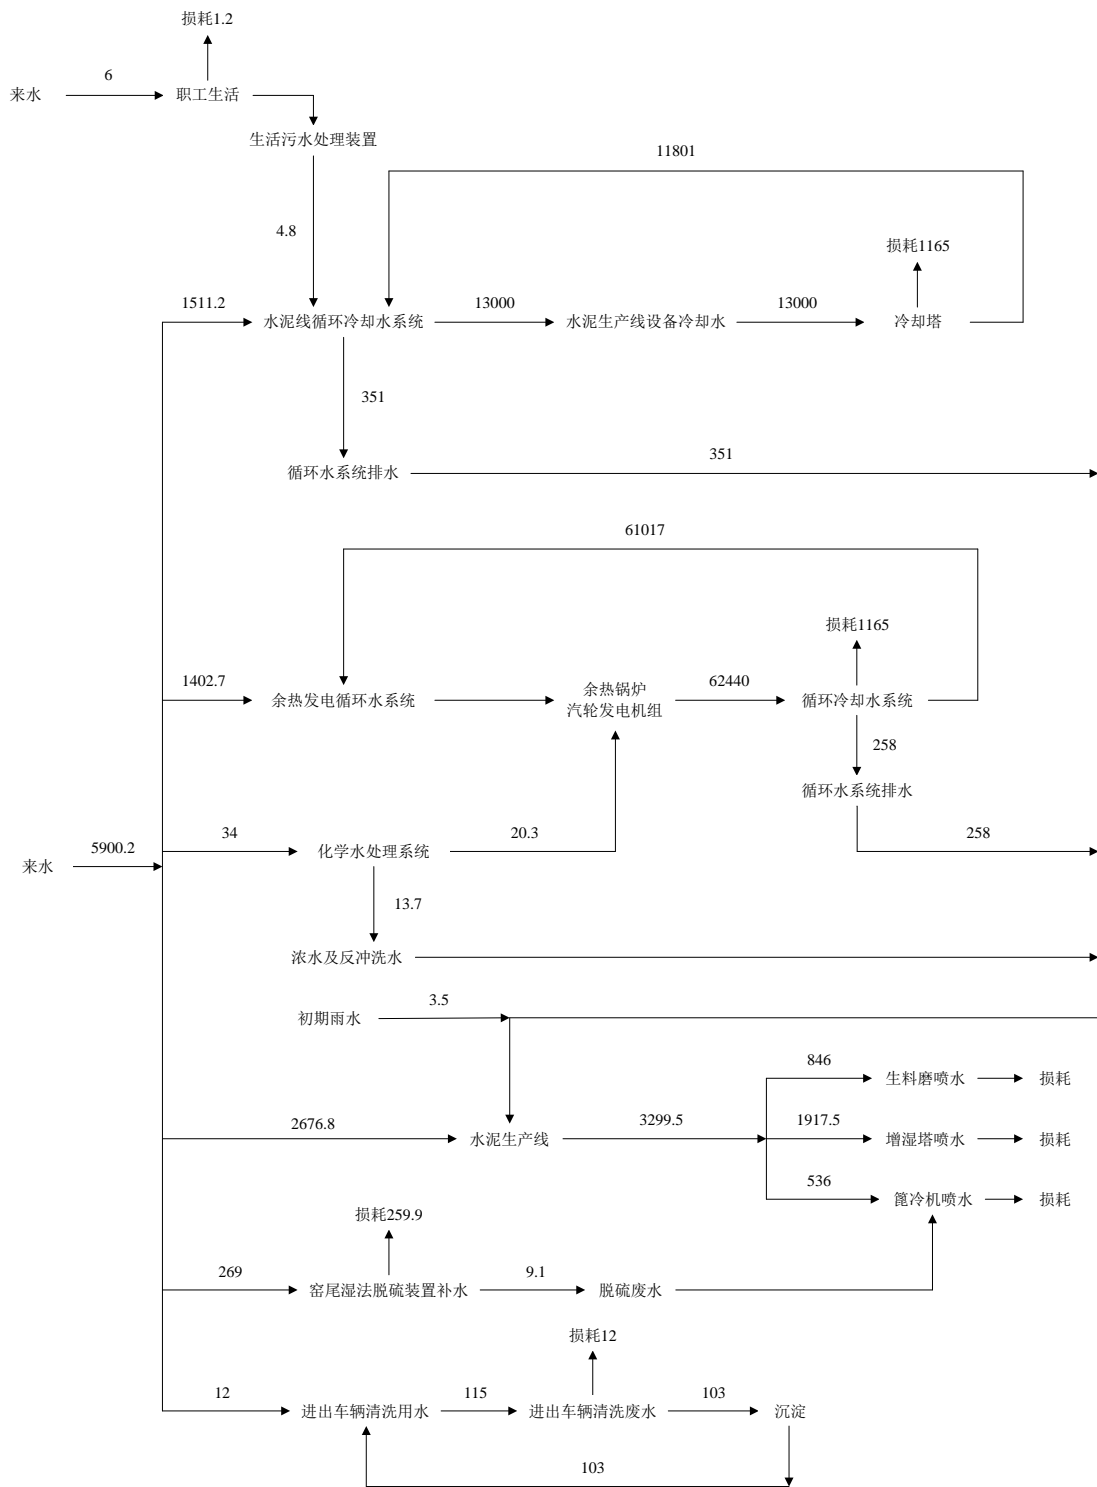 损耗1.2
6
来水
职工生活
生活污水处理装置
11801
4.8
损耗1165
1511.2
水泥线循环冷却水系统
13000
水泥生产线设备冷却水
13000
冷却塔
351
循环水系统排水
351
61017
损耗1165
1402.7
余热发电循环水系统
余热锅炉
汽轮发电机组
62440
循环冷却水系统
258
循环水系统排水
258
来水
5900.2
34
化学水处理系统
20.3
13.7
浓水及反冲洗水
初期雨水
3.5
846
生料磨喷水
损耗
2676.8
水泥生产线
3299.5
1917.5
增湿塔喷水
损耗
536
篦冷机喷水
损耗
损耗259.9
269
窑尾湿法脱硫装置补水
9.1
脱硫废水
损耗12
12
进出车辆清洗用水
115
进出车辆清洗废水
103
沉淀
103